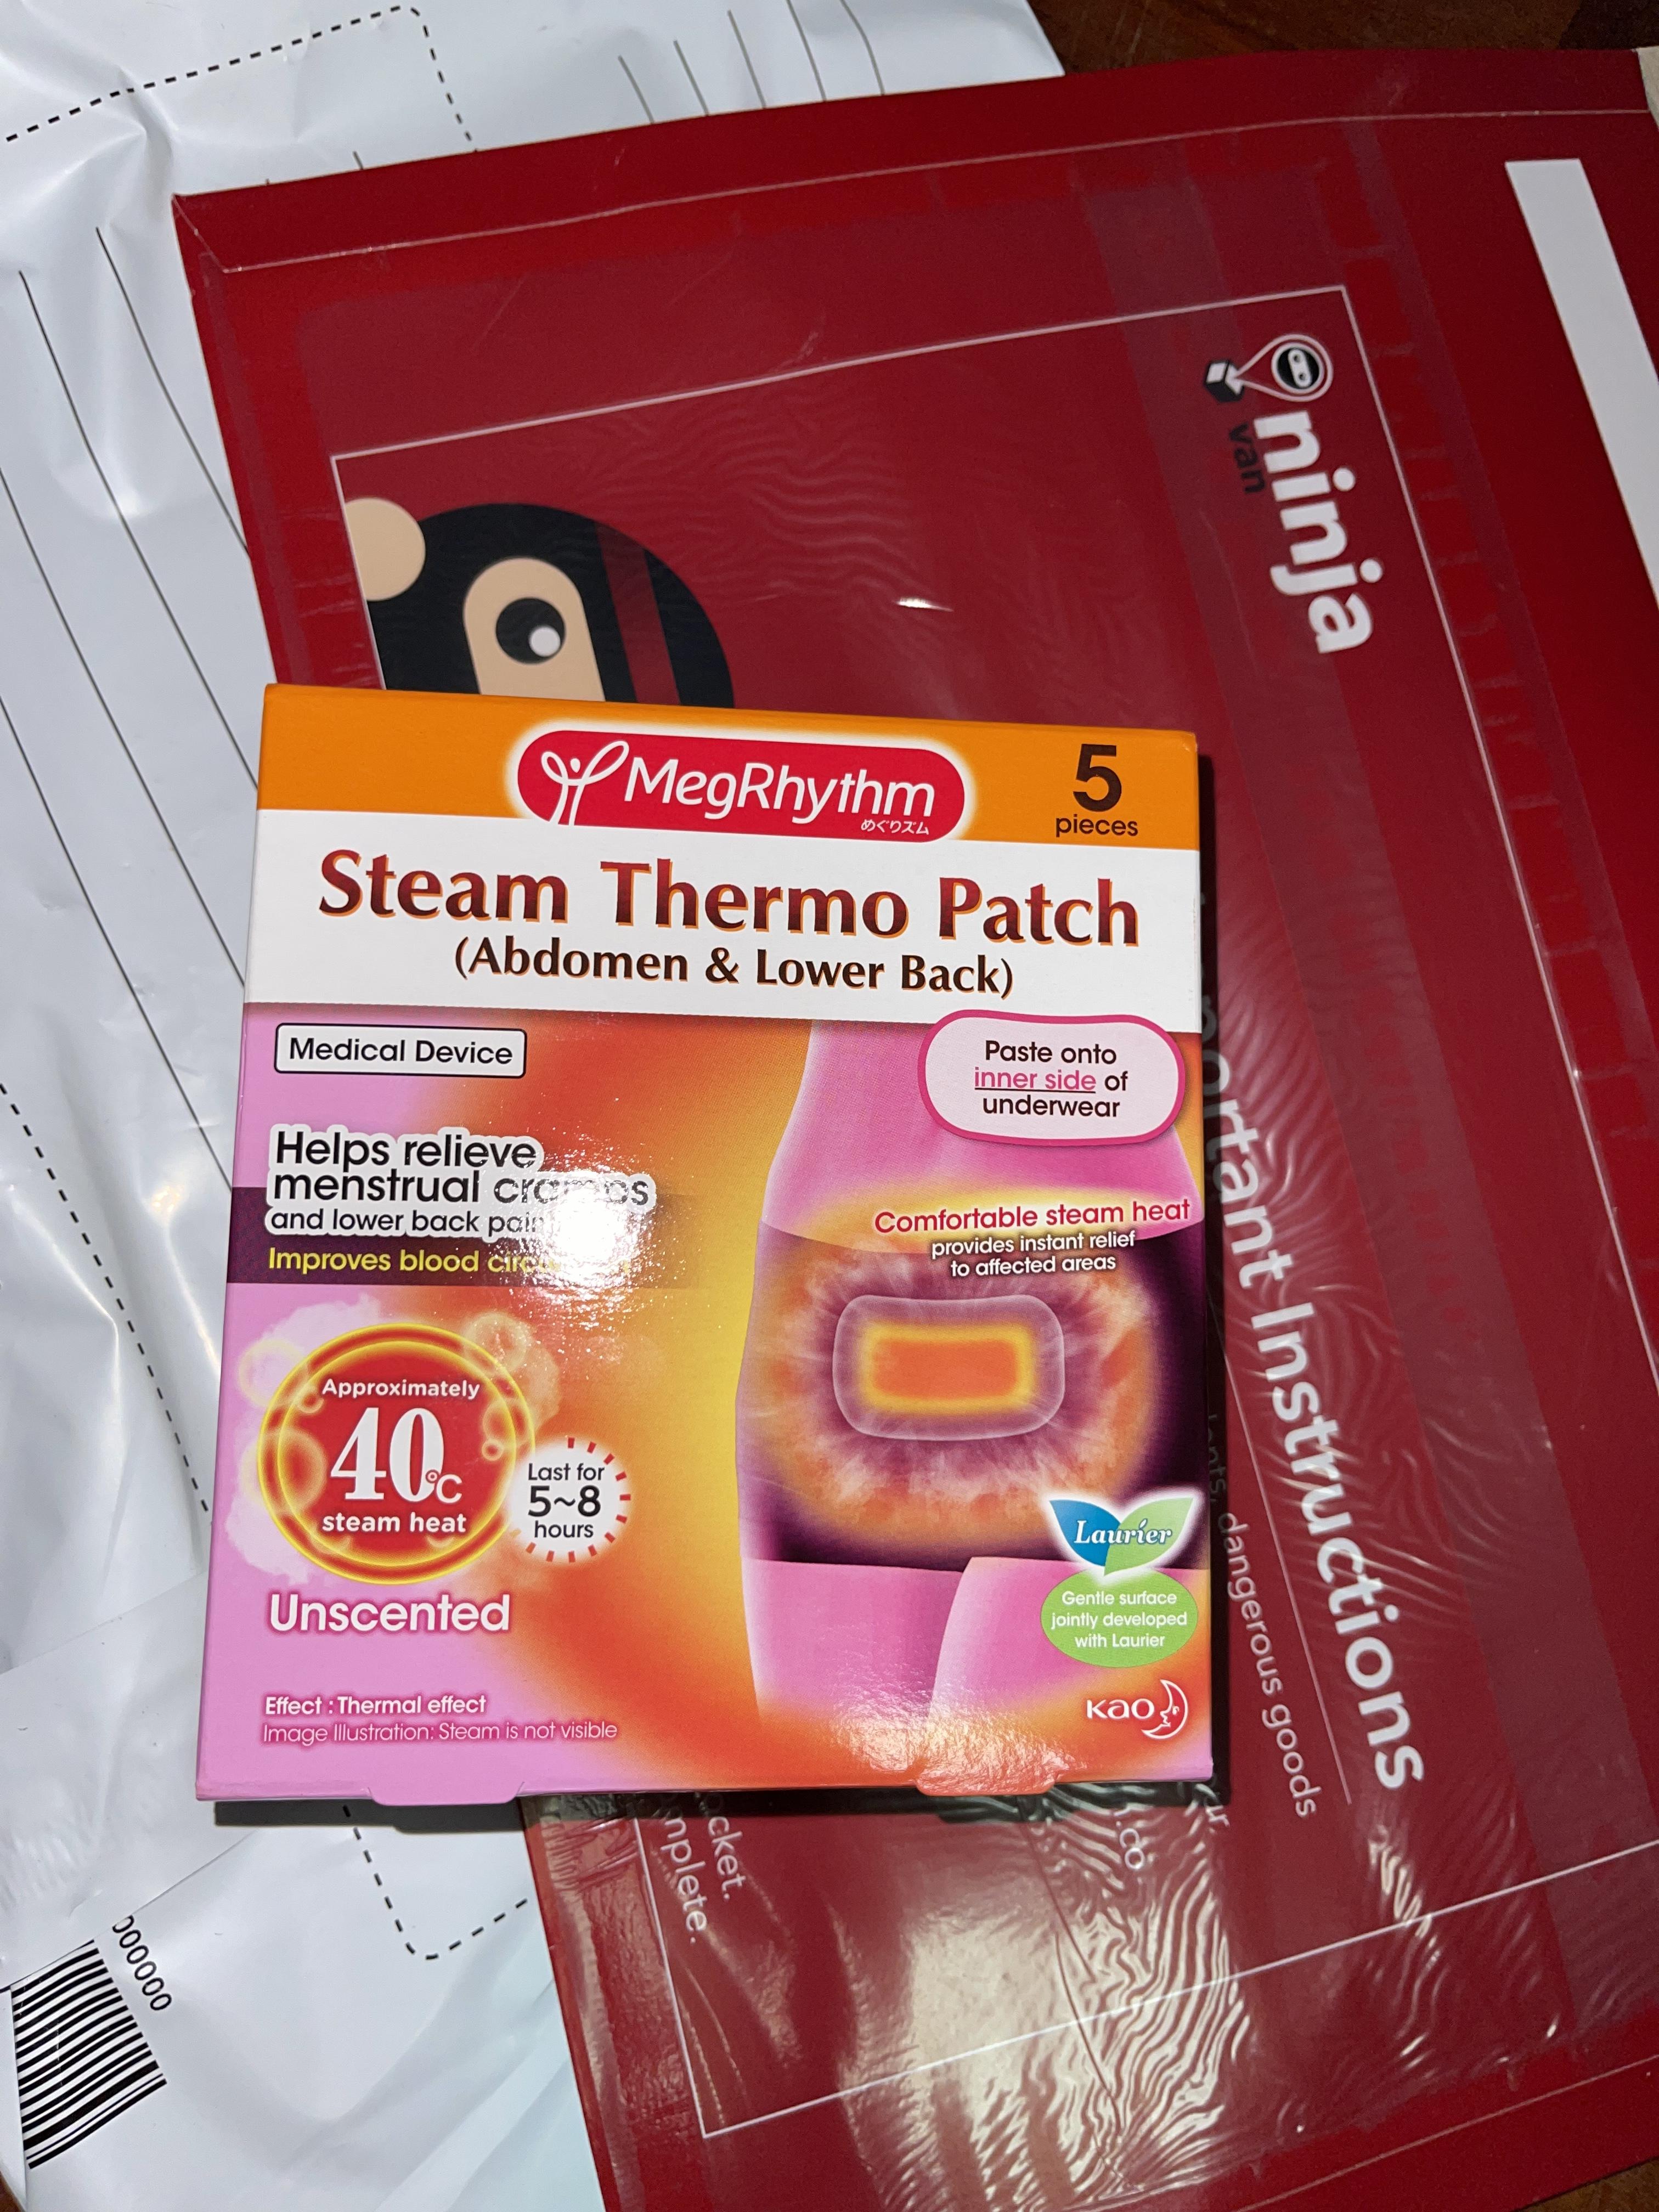 ninja
van
MegRhythm
めぐりズム
5
pieces
Steam Thermo Patch
(Abdomen & Lower Back)
Medical Device
Paste onto
inner side of
underwear
Helps relieve
menstrual cramps
and lower back pain
Improves blood
Comfortable steam heat
provides instant relief
to affected areas
Approximately
40°C
steam heat
Last for
5~8
hours
Unscented
Laurier
Gentle surface
jointly developed
with Laurier
Effect : Thermal effect
Image Illustration: Steam is not visible
Kao
Instructions
dangerous goods
.co
000000